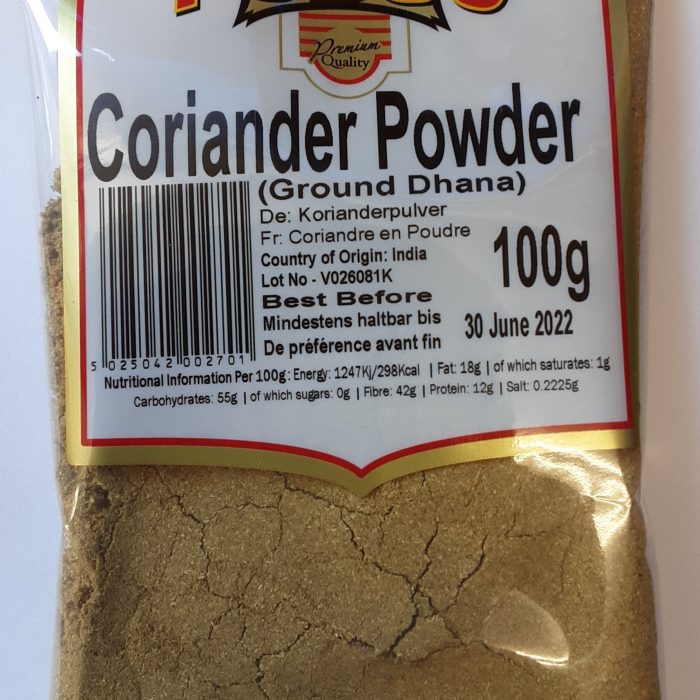 Premium
Quality
Coriander Powder
(Ground Dhana)
De: Korianderpulver
Fr: Coriandre en Poudre
Country of Origin: India
Lot No - V026081K
100g
Best Before
Mindestens haltbar bis
De préférence avant fin
30 June 2022
5 025042 002701
Nutritional Information Per 100g: Energy: 1247Kj/298Kcal | Fat: 18g | of which saturates: 1g
Carbohydrates: 55g | of which sugars: 0g | Fibre: 42g | Protein: 12g | Salt: 0.2225g